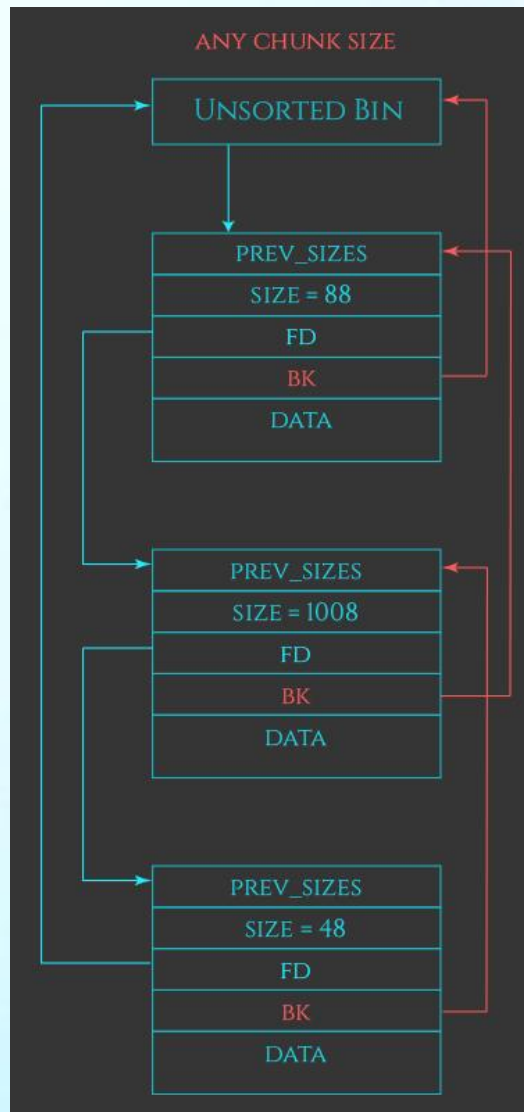 ANY CHUNK SIZE
UNSORTED BIN
PREV_SIZES
SIZE = 88
FD
BK
DATA
PREV_SIZES
SIZE = 1008
FD
BK
DATA
PREV_SIZES
SIZE = 48
FD
BK
DATA